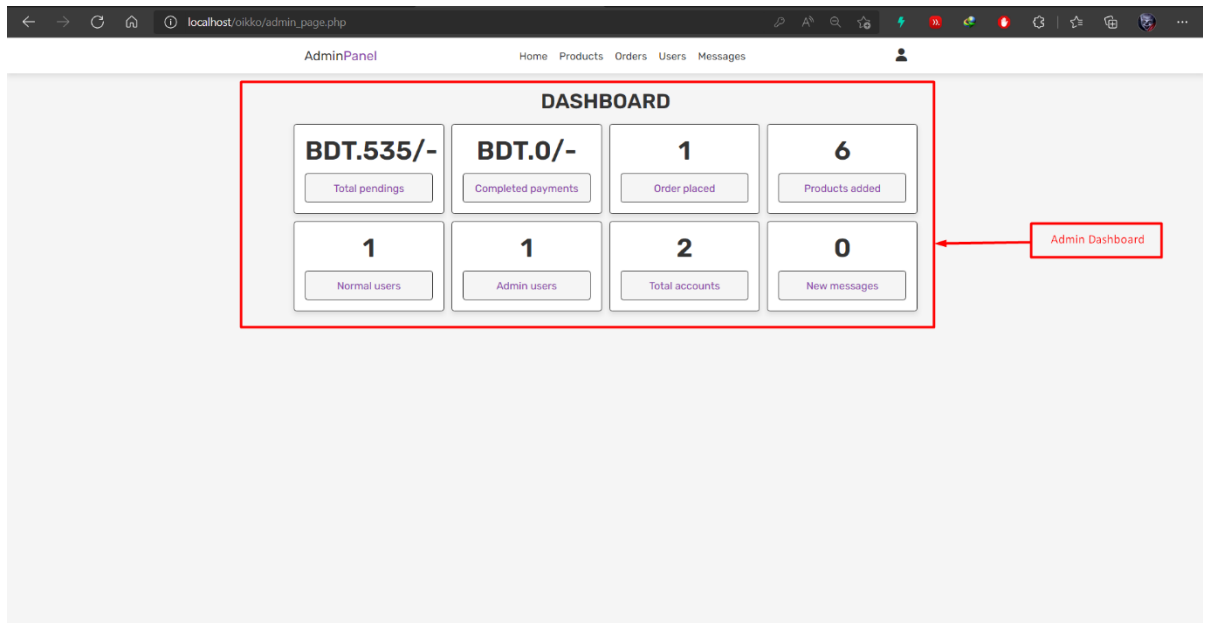 localhost/oikko/admin_page.php
AdminPanel
Home Products Orders Users Messages
DASHBOARD
BDT.535/- BDT.0/- 1 6
Total pendings Completed payments Order placed Products added
1 1 2 0
Normal users Admin users Total accounts New messages
Admin Dashboard